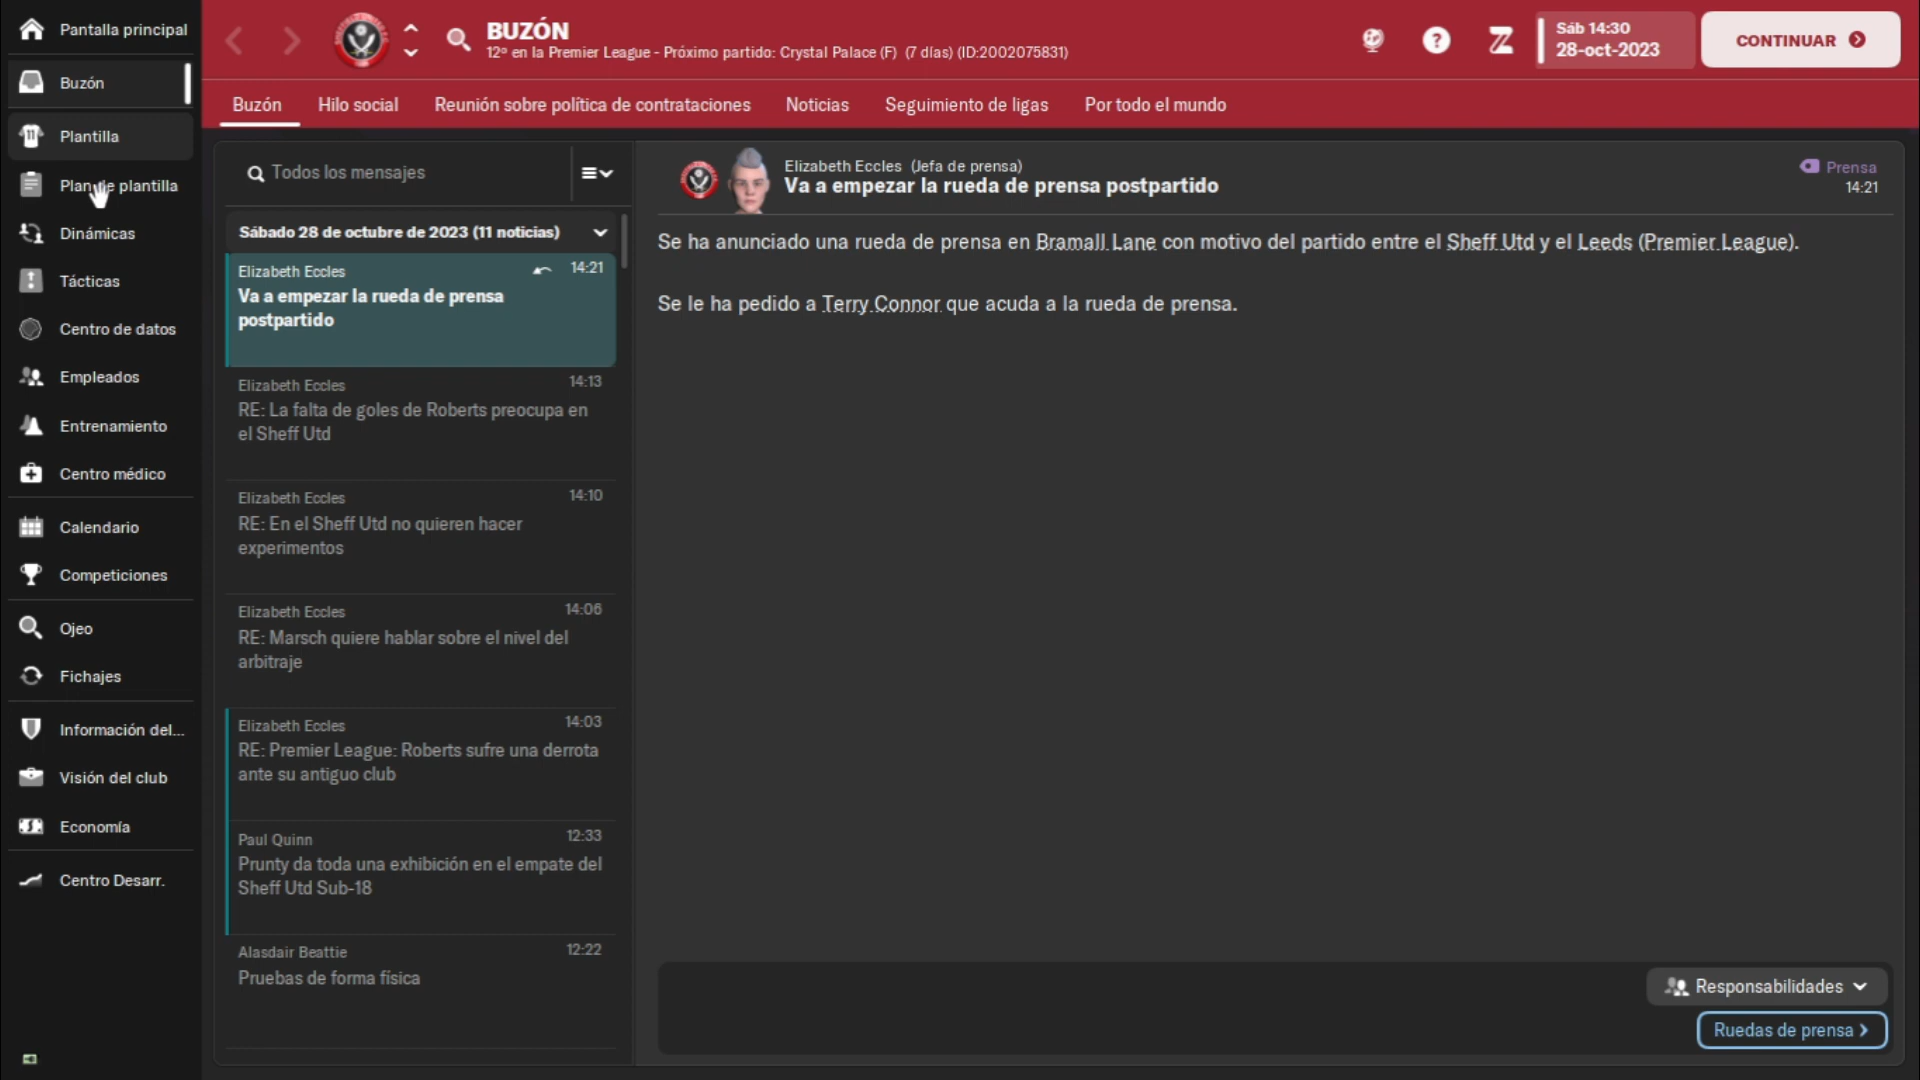 Pantalla principal
Buzón
Plantilla
Plan de plantilla
Dinámicas
Tácticas
Centro de datos
Empleados
Entrenamiento
Centro médico
Calendario
Competiciones
Ojeo
Fichajes
Información del...
Visión del club
Economía
Centro Desarr.
BUZÓN
12º en la Premier League - Próximo partido: Crystal Palace (F) (7 días) (ID:2002075831)
Sáb 14:30
28-oct-2023
CONTINUAR
Buzón
Hilo social
Reunión sobre política de contrataciones
Noticias
Seguimiento de ligas
Por todo el mundo
Todos los mensajes
Sábado 28 de octubre de 2023 (11 noticias)
Elizabeth Eccles 14:21
Va a empezar la rueda de prensa
postpartido
Elizabeth Eccles 14:13
RE: La falta de goles de Roberts preocupa en
el Sheff Utd
Elizabeth Eccles 14:10
RE: En el Sheff Utd no quieren hacer
experimentos
Elizabeth Eccles 14:06
RE: Marsch quiere hablar sobre el nivel del
arbitraje
Elizabeth Eccles 14:03
RE: Premier League: Roberts sufre una derrota
ante su antiguo club
Paul Quinn 12:33
Prunty da toda una exhibición en el empate del
Sheff Utd Sub-18
Alasdair Beattie 12:22
Pruebas de forma física
Elizabeth Eccles (Jefa de prensa)
Va a empezar la rueda de prensa postpartido
Prensa
14:21
Se ha anunciado una rueda de prensa en Bramall Lane con motivo del partido entre el Sheff Utd y el Leeds (Premier League).
Se le ha pedido a Terry Connor que acuda a la rueda de prensa.
Responsabilidades
Ruedas de prensa